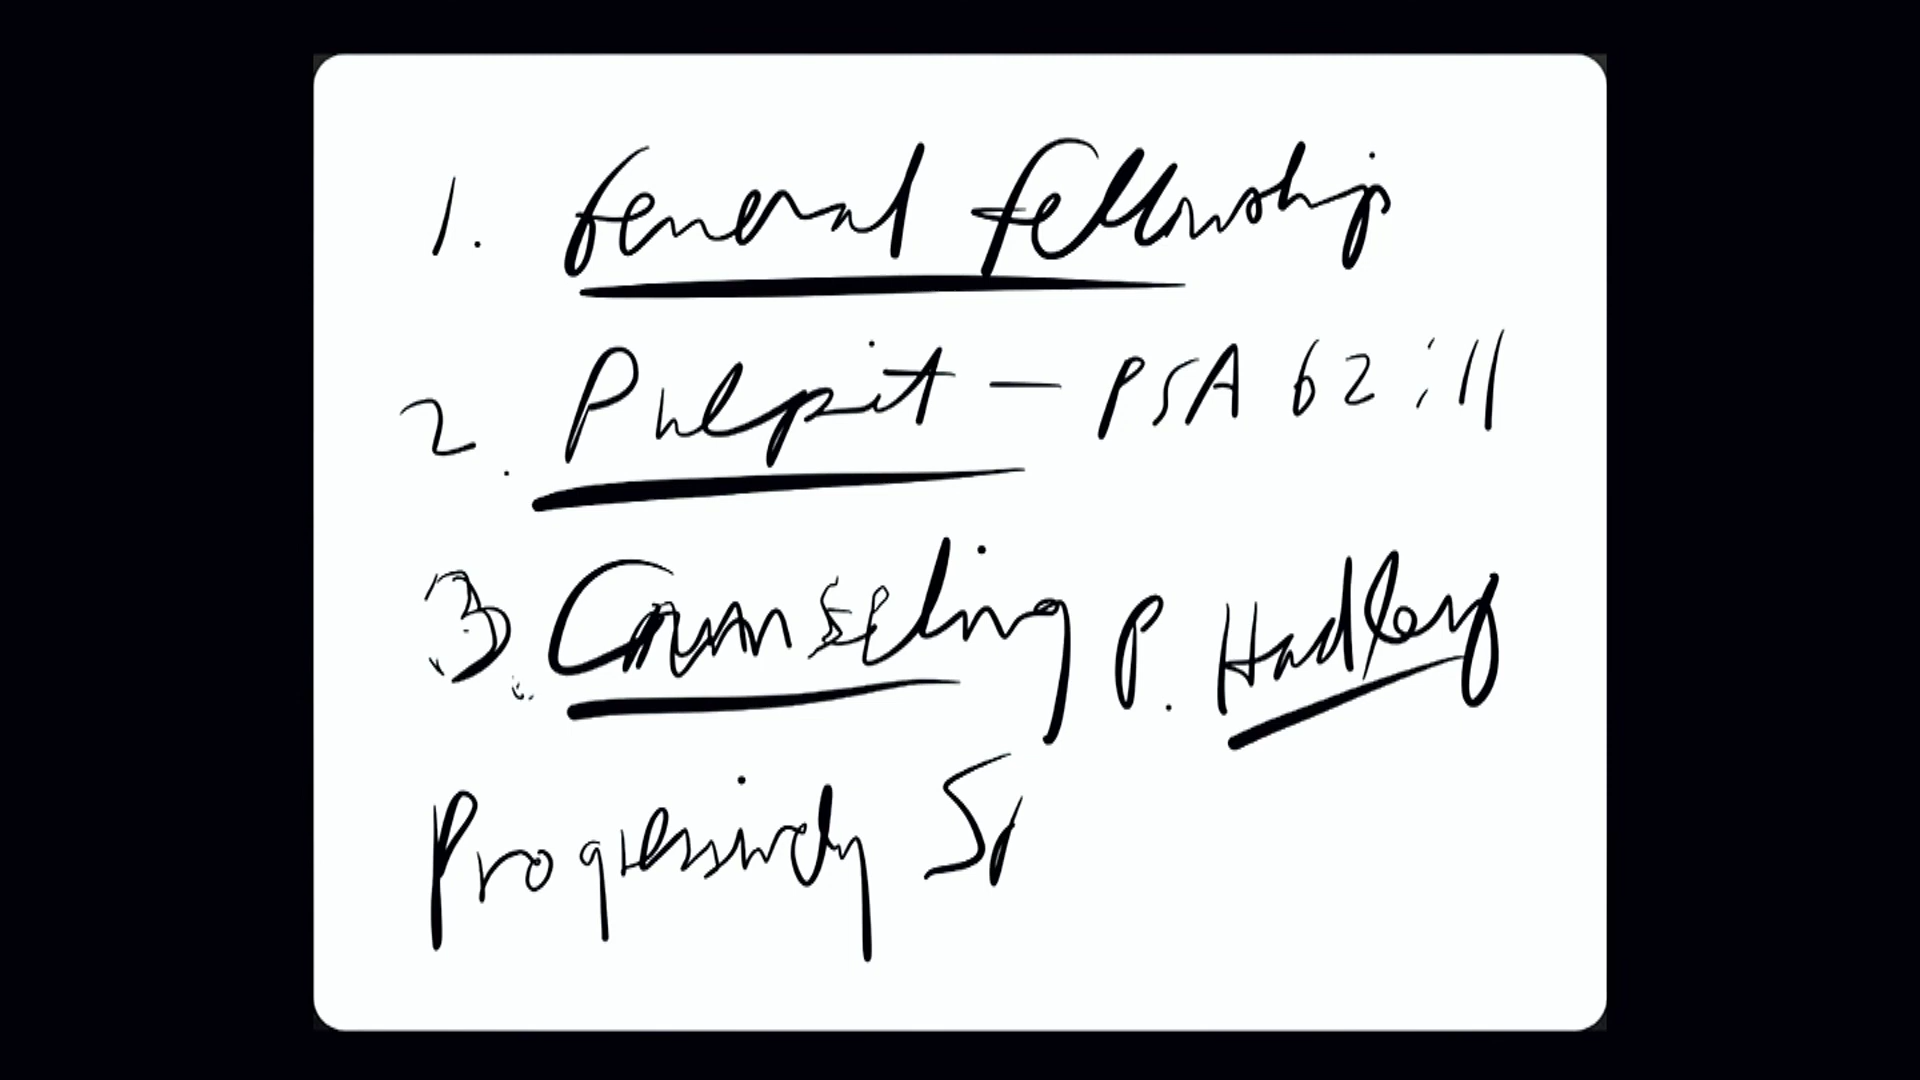 1. General Fellowship
2. Pulpit — PSA 62:11
3. Counseling P. Hadley
Progressively